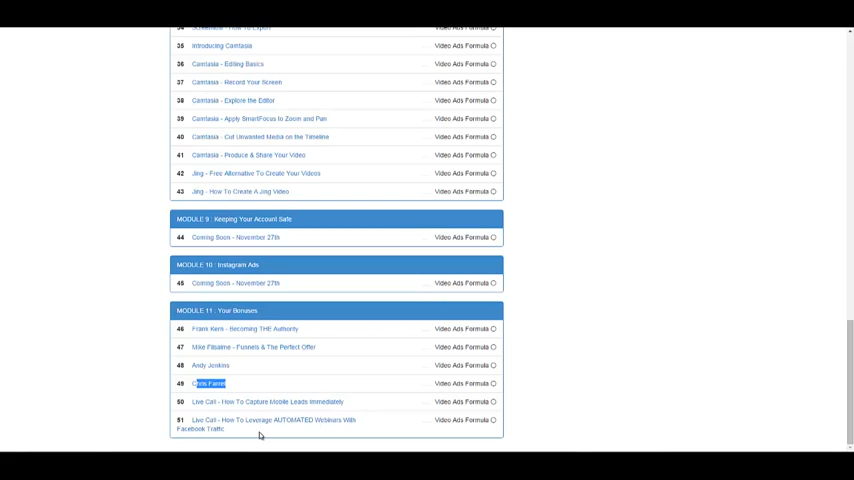 34 Screenflow - How To Export Video Ads Formula
35 Introducing Camtasia Video Ads Formula
36 Camtasia - Editing Basics Video Ads Formula
37 Camtasia - Record Your Screen Video Ads Formula
38 Camtasia - Explore the Editor Video Ads Formula
39 Camtasia - Apply SmartFocus to Zoom and Pan Video Ads Formula
40 Camtasia - Cut Unwanted Media on the Timeline Video Ads Formula
41 Camtasia - Produce & Share Your Video Video Ads Formula
42 Jing - Free Alternative To Create Your Videos Video Ads Formula
43 Jing - How To Create A Jing Video Video Ads Formula
MODULE 9 : Keeping Your Account Safe
44 Coming Soon - November 27th Video Ads Formula
MODULE 10 : Instagram Ads
45 Coming Soon - November 27th Video Ads Formula
MODULE 11 : Your Bonuses
46 Frank Kern - Becoming THE Authority Video Ads Formula
47 Mike Filsaime - Funnels & The Perfect Offer Video Ads Formula
48 Andy Jenkins Video Ads Formula
49 Chris Farrell Video Ads Formula
50 Live Call - How To Capture Mobile Leads Immediately Video Ads Formula
51 Live Call - How To Leverage AUTOMATED Webinars With Video Ads Formula
Facebook Traffic